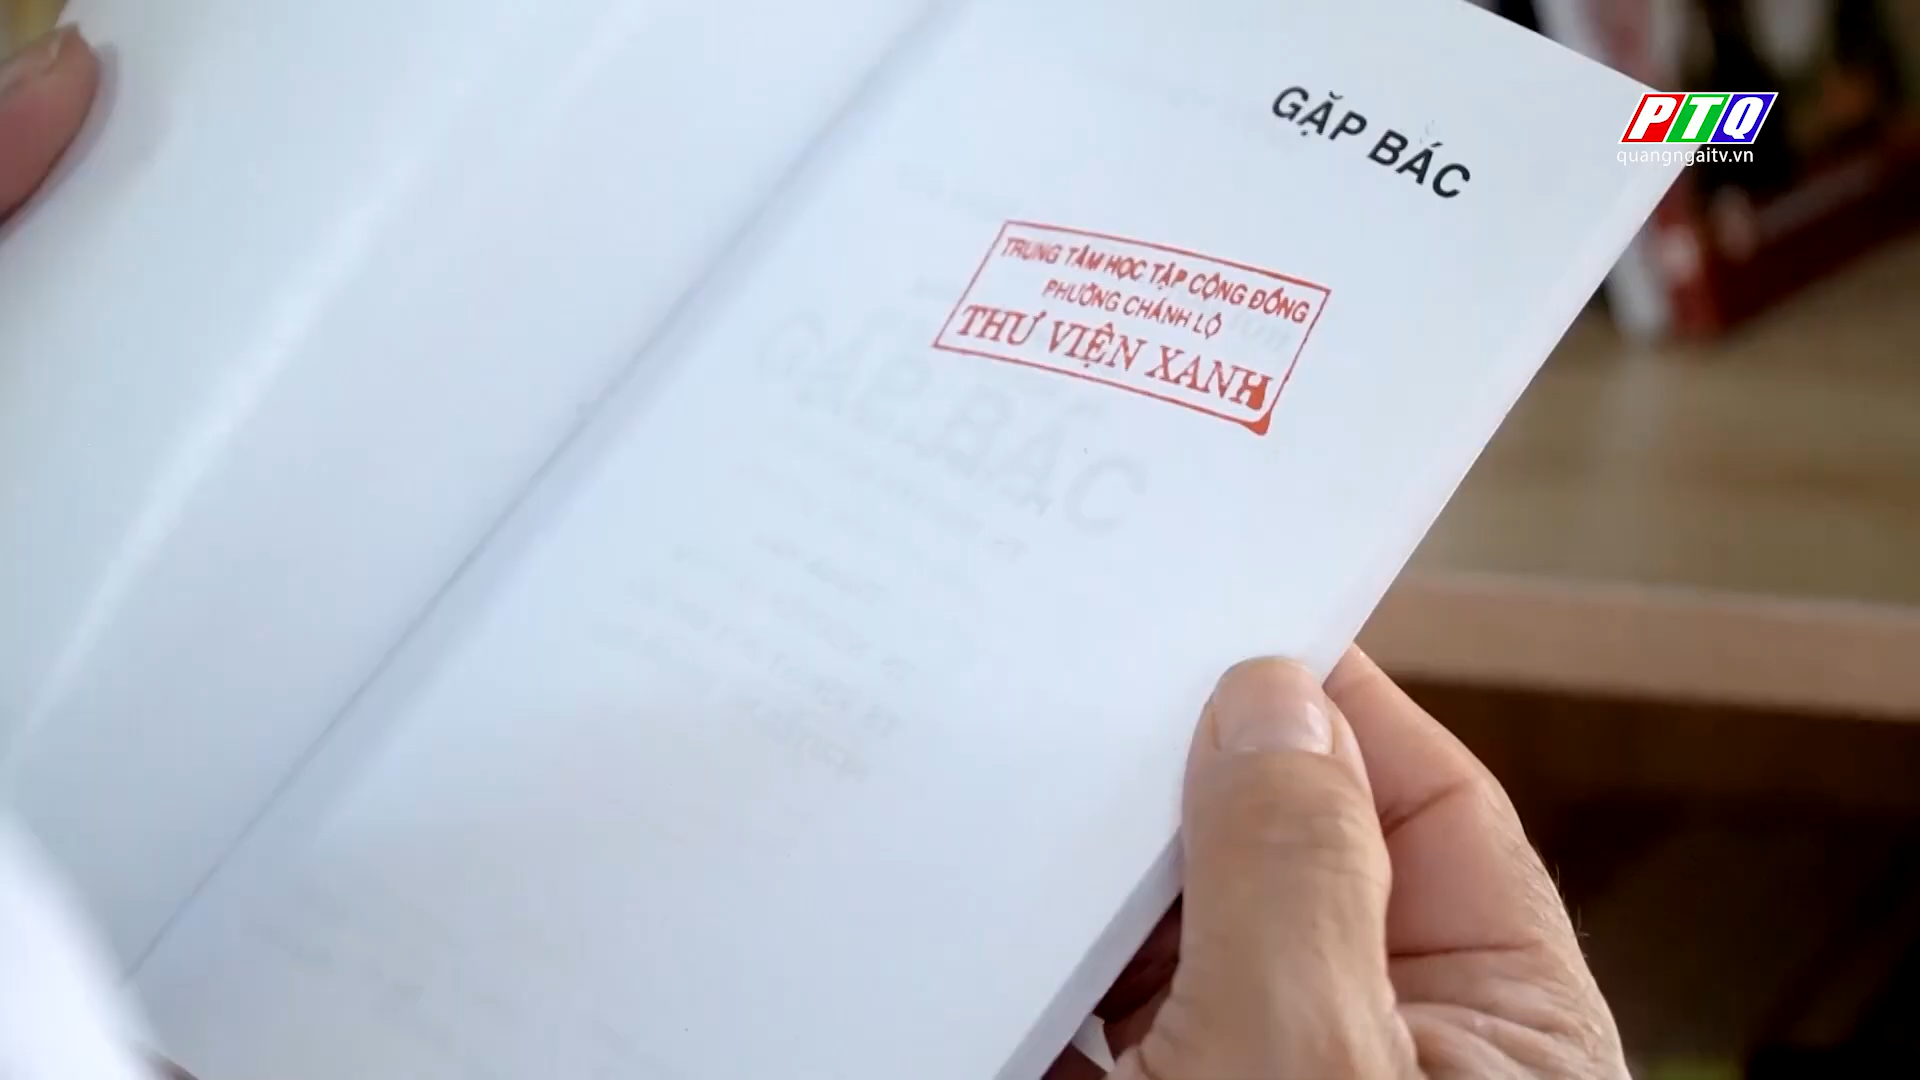 GẶP BÁC
PTQ
quangngaitv.vn
TRUNG TÂM HỌC TẬP CỘNG ĐỒNG
PHƯỜNG CHÁNH LỘ
THƯ VIỆN XANH